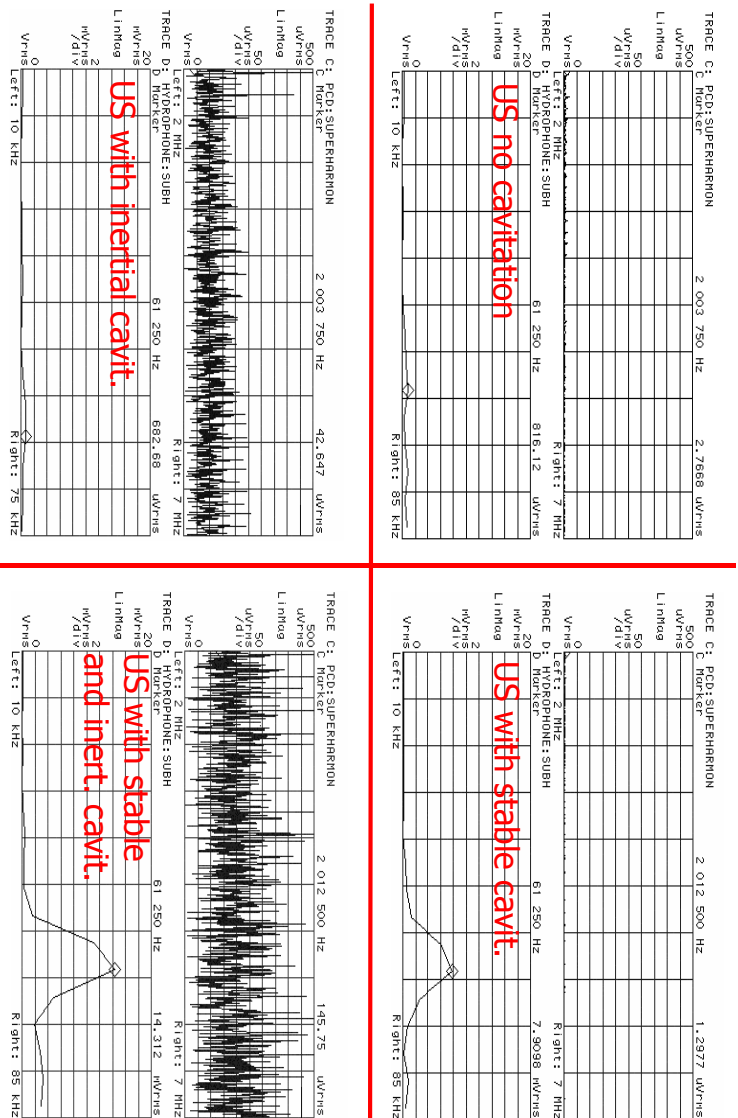 TRACE C: PCD:SUPERHARMON
C Marker 2 003 750 Hz 2.7668 uVrms
500
uVrms
LinMag
50
uVrms
/div
0
Vrms
Left: 2 MHz Right: 7 MHz
TRACE D: HYDROPHONE:SUBH
D Marker 61 250 Hz 816.12 uVrms
20
mVrms
LinMag
US no cavitation
2
mVrms
/div
0
Vrms
Left: 10 kHz Right: 85 kHz
TRACE C: PCD:SUPERHARMON
C Marker 2 012 500 Hz 1.2977 uVrms
500
uVrms
LinMag
50
uVrms
/div
0
Vrms
Left: 2 MHz Right: 7 MHz
TRACE D: HYDROPHONE:SUBH
D Marker 61 250 Hz 7.9098 mVrms
20
mVrms
LinMag
US with stable cavit.
2
mVrms
/div
0
Vrms
Left: 10 kHz Right: 85 kHz
TRACE C: PCD:SUPERHARMON
C Marker 2 003 750 Hz 42.647 uVrms
500
uVrms
LinMag
50
uVrms
/div
0
Vrms
Left: 2 MHz Right: 7 MHz
TRACE D: HYDROPHONE:SUBH
D Marker 61 250 Hz 682.68 uVrms
20
mVrms
LinMag
US with inertial cavit.
2
mVrms
/div
0
Vrms
Left: 10 kHz Right: 75 kHz
TRACE C: PCD:SUPERHARMON
C Marker 2 012 500 Hz 145.75 uVrms
500
uVrms
LinMag
50
uVrms
/div
0
Vrms
Left: 2 MHz Right: 7 MHz
TRACE D: HYDROPHONE:SUBH
D Marker 61 250 Hz 14.312 mVrms
20
mVrms
US with stable
LinMag
and inert. cavit.
2
mVrms
/div
0
Vrms
Left: 10 kHz Right: 85 kHz